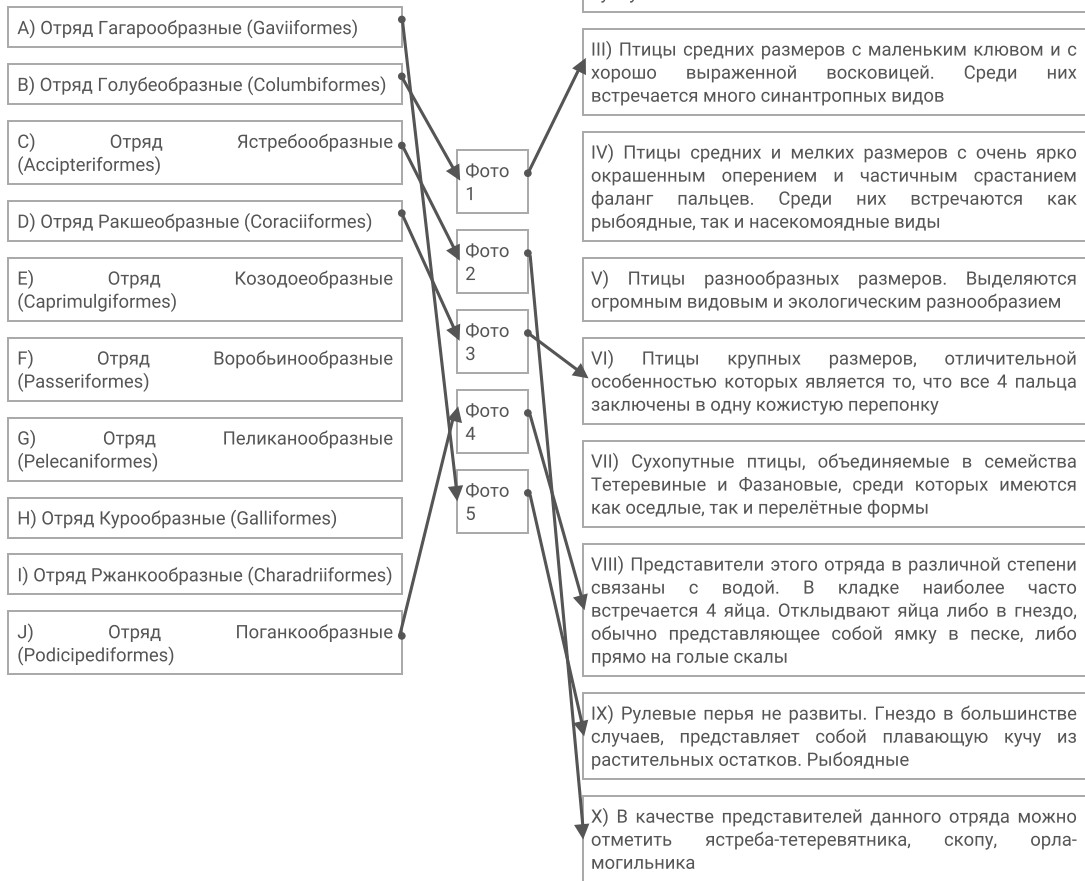 A) Отряд Гагарообразные (Gaviiformes)
B) Отряд Голубеобразные (Columbiformes)
C) Отряд Ястребообразные
(Accipiteriformes)
D) Отряд Ракшеобразные (Coraciiformes)
E) Отряд Козодоеобразные
(Caprimulgiformes)
F) Отряд Воробьинообразные
(Passeriformes)
G) Отряд Пеликанообразные
(Pelecaniformes)
H) Отряд Курообразные (Galliformes)
I) Отряд Ржанкообразные (Charadriiformes)
J) Отряд Поганкообразные
(Podicipediformes)
Фото
1
Фото
2
Фото
3
Фото
4
Фото
5
III) Птицы средних размеров с маленьким клювом и с
хорошо выраженной восковицей. Среди них
встречается много синантропных видов
IV) Птицы средних и мелких размеров с очень ярко
окрашенным оперением и частичным срастанием
фаланг пальцев. Среди них встречаются как
рыбоядные, так и насекомоядные виды
V) Птицы разнообразных размеров. Выделяются
огромным видовым и экологическим разнообразием
VI) Птицы крупных размеров, отличительной
особенностью которых является то, что все 4 пальца
заключены в одну кожистую перепонку
VII) Сухопутные птицы, объединяемые в семейства
Тетеревиные и Фазановые, среди которых имеются
как оседлые, так и перелётные формы
VIII) Представители этого отряда в различной степени
связаны с водой. В кладке наиболее часто
встречается 4 яйца. Отклыдвают яйца либо в гнездо,
обычно представляющее собой ямку в песке, либо
прямо на голые скалы
IX) Рулевые перья не развиты. Гнездо в большинстве
случаев, представляет собой плавающую кучу из
растительных остатков. Рыбоядные
X) В качестве представителей данного отряда можно
отметить ястреба-тетеревятника, скопу, орла-
могильника